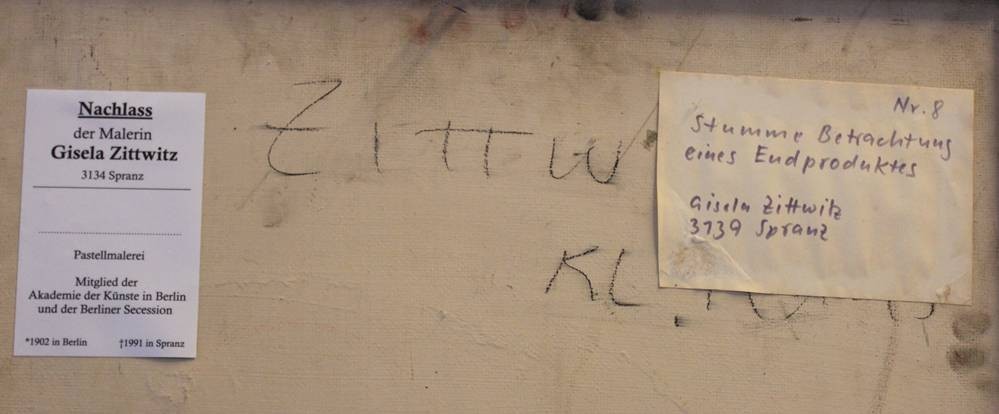 Nachlass
der Malerin
Gisela Zittwitz
3134 Spranz
Pastellmalerei
Mitglied der
Akademie der Künste in Berlin
und der Berliner Secession
*1902 in Berlin †1991 in Spranz
ZITTW
KL.
Nr. 8
Stumme Betrachtung
eines Endproduktes
Gisela Zittwitz
3139 Spranz